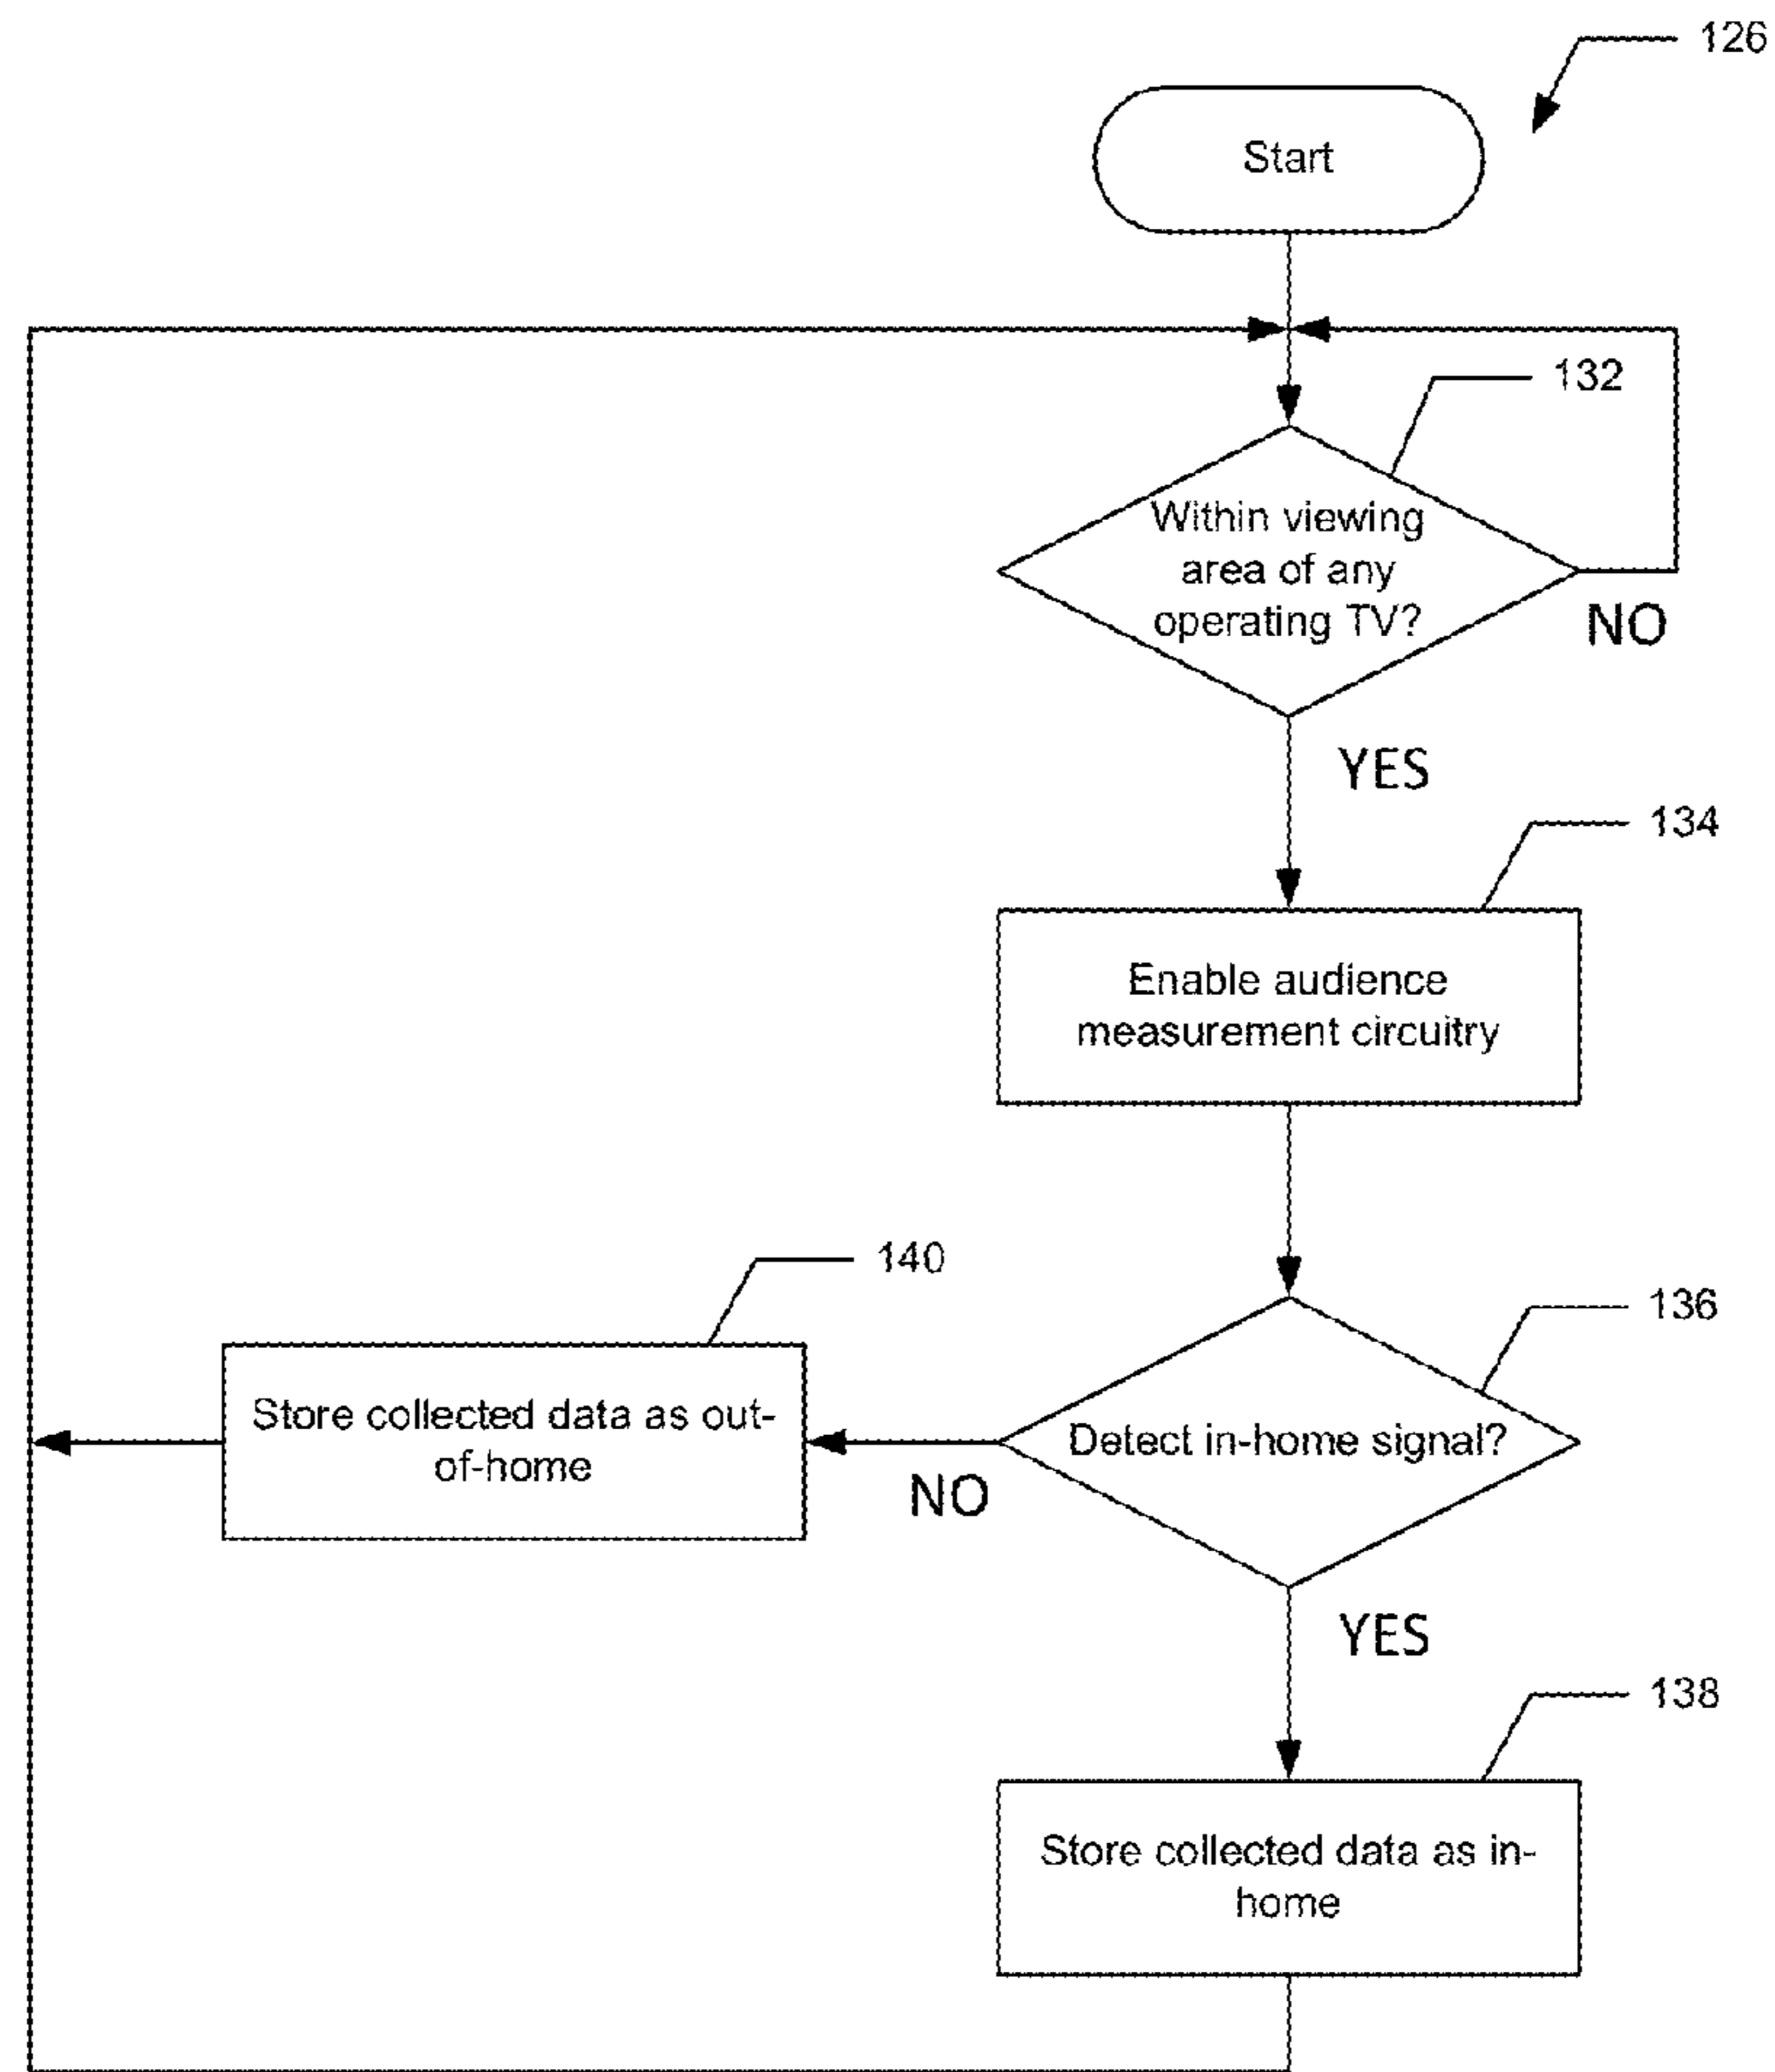 126
Start
132
Within viewing
area of any
operating TV?
NO
YES
134
Enable audience
measurement circuitry
140
136
Store collected data as out-
of-home
Detect in-home signal?
NO
YES
138
Store collected data as in-
home